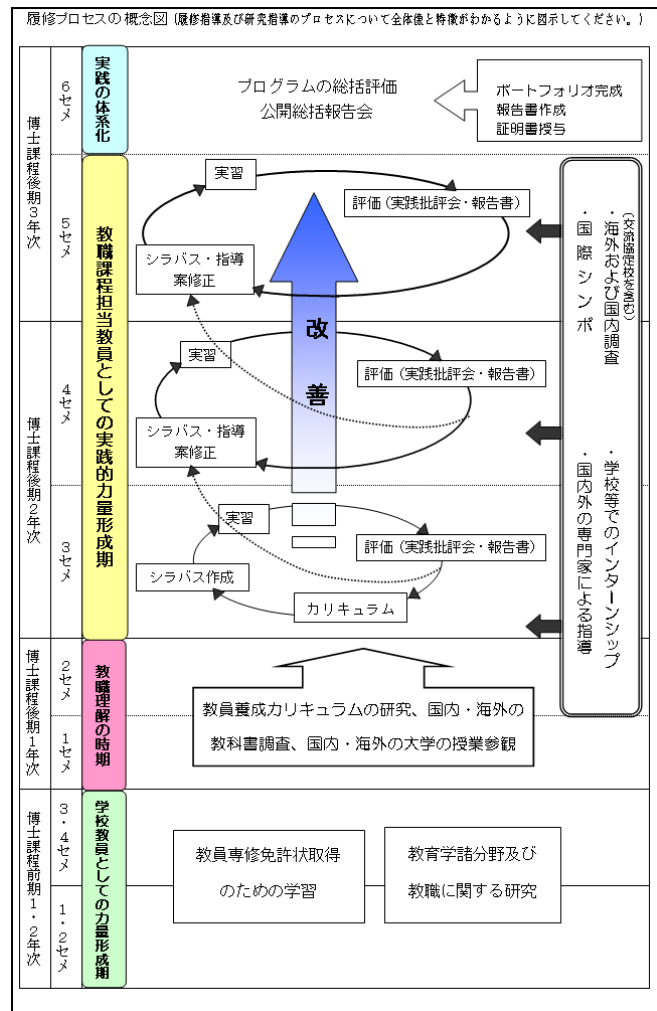 履修プロセスの概念図 (履修指導及び研究指導のプロセスについて全体像と特徴がわかるように図示してください。)
博士課程後期3年次
6セメ
実践の体系化
プログラムの総括評価
公開総括報告会
ポートフォリオ完成
報告書作成
証明書授与
5セメ
教職課程担当教員としての実践的力量形成期
実習
評価(実践批評会・報告書)
シラバス・指導
案修正
改善
・海外および国内調査
(交流協定校を含む)
・国際シンポ
博士課程後期2年次
4セメ
実習
評価(実践批評会・報告書)
シラバス・指導
案修正
・学校等でのインターンシップ
・国内外の専門家による指導
3セメ
実習
評価(実践批評会・報告書)
シラバス作成
カリキュラム
博士課程後期1年次
2セメ
1セメ
教職理解の時期
教員養成カリキュラムの研究、国内・海外の
教科書調査、国内・海外の大学の授業参観
博士課程前期1・2年次
3・4セメ
1・2セメ
学校教員としての力量形成期
教員専修免許状取得
のための学習
教育学諸分野及び
教職に関する研究